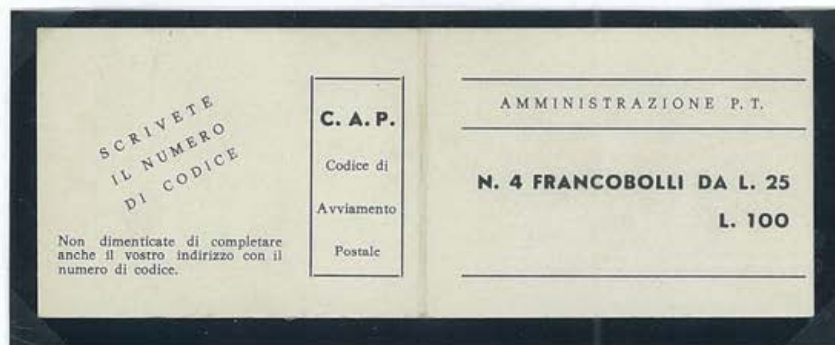 SCRIVETE
IL NUMERO
DI CODICE
Non dimenticate di completare
anche il vostro indirizzo con il
numero di codice.
C. A. P.
Codice di
Avviamento
Postale
AMMINISTRAZIONE P. T.
N. 4 FRANCOBOLLI DA L. 25
L. 100